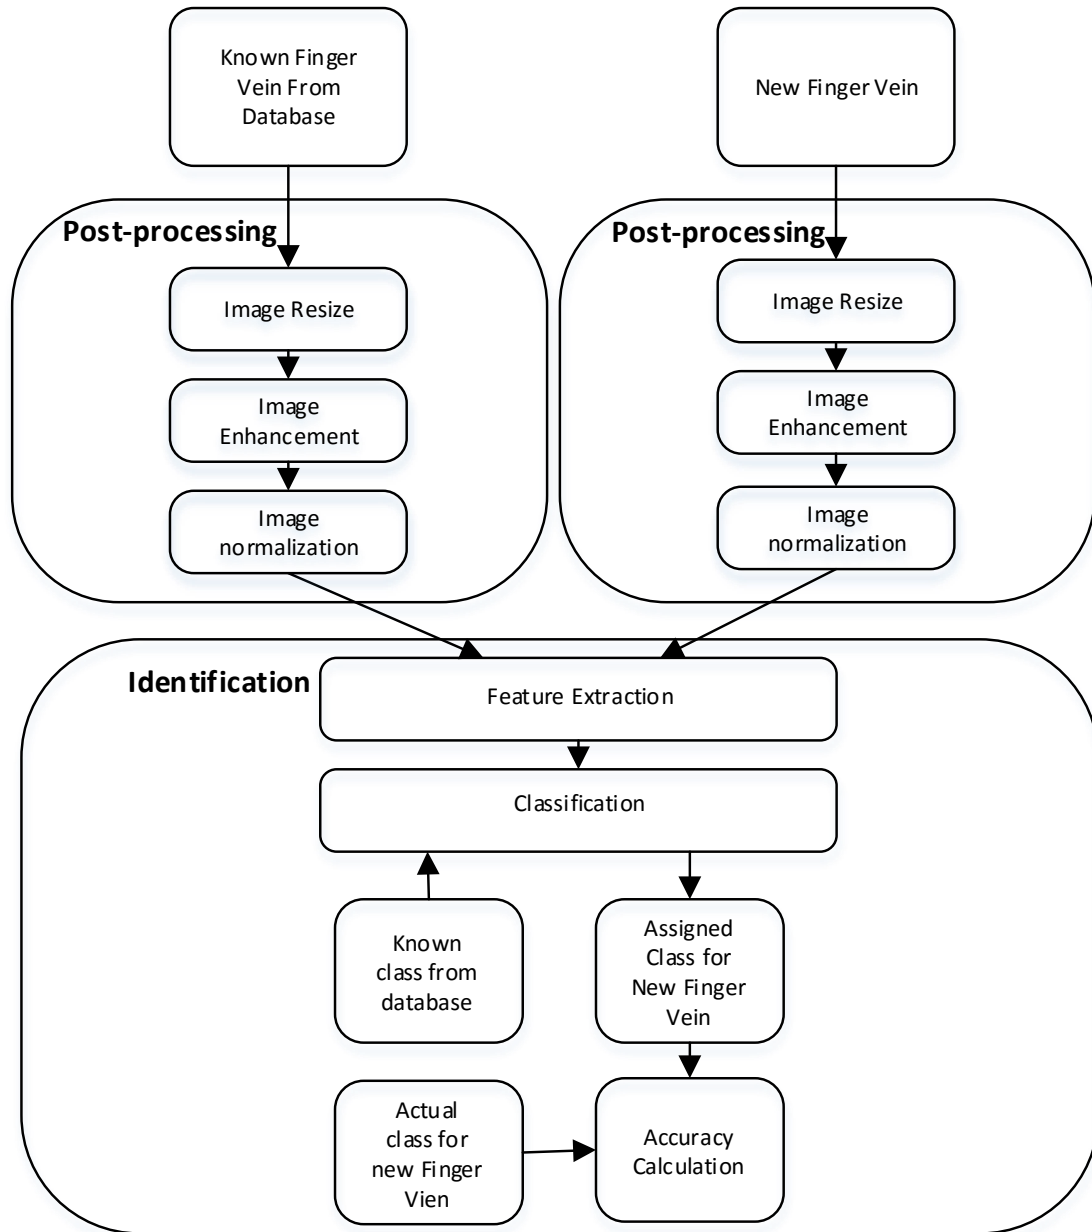 Known Finger
Vein From
Database
New Finger Vein
Post-processing
Image Resize
Image
Enhancement
Image
normalization
Post-processing
Image Resize
Image
Enhancement
Image
normalization
Identification
Feature Extraction
Classification
Known
class from
database
Assigned
Class for
New Finger
Vein
Actual
class for
new Finger
Vien
Accuracy
Calculation